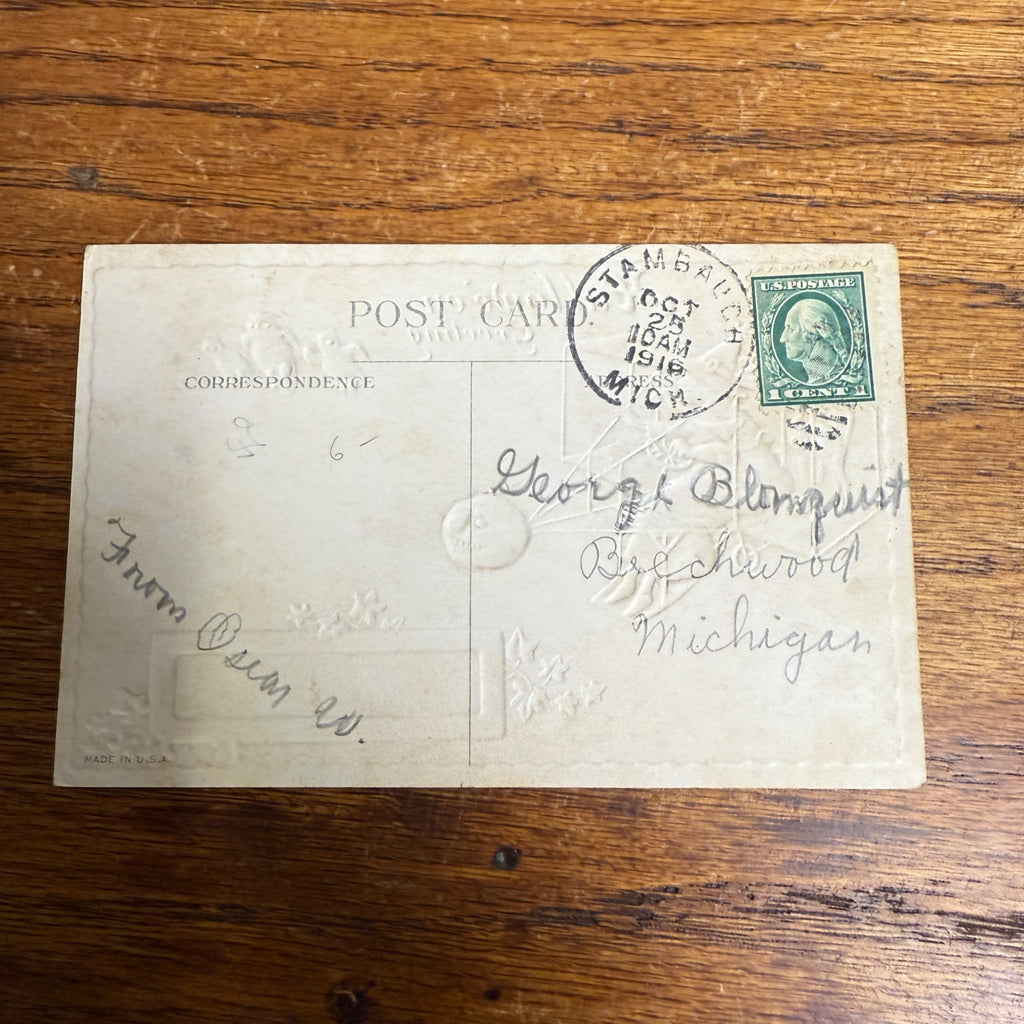 POST CARD.
STAMBAUGH
OCT
25
10AM
1916
MICH.
U.S. POSTAGE
1 CENT 1
CORRESPONDENCE
ADDRESS
6
George Blomquist
Beechwood
Michigan
From Oscar
MADE IN U.S.A.